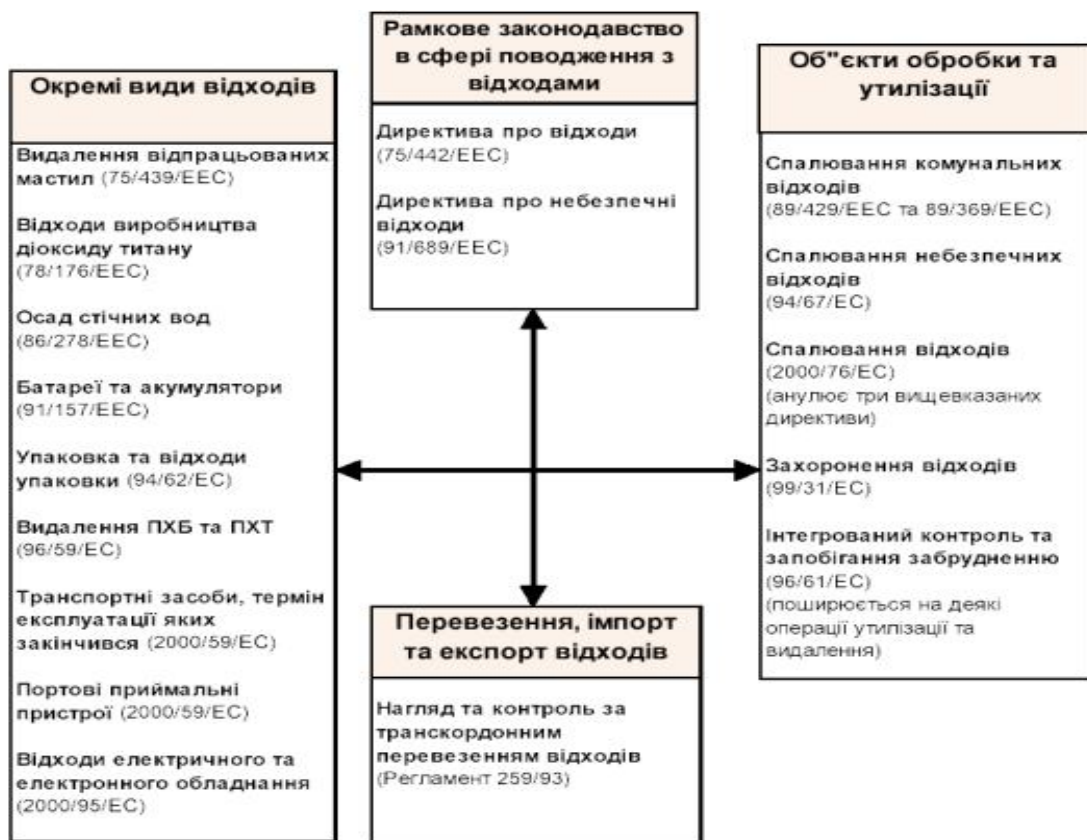 Рамкове законодавство
в сфері поводження з
відходами
Директива про відходи
(75/442/EEC)
Директива про небезпечні
відходи
(91/689/EEC)
Окремі види відходів
Видалення відпрацьованих
мастил (75/439/EEC)
Відходи виробництва
діоксиду титану
(78/176/EEC)
Осад стічних вод
(86/278/EEC)
Батареї та акумулятори
(91/157/EEC)
Упаковка та відходи
упаковки (94/62/EC)
Видалення ПХБ та ПХТ
(96/59/EC)
Транспортні засоби, термін
експлуатації яких
закінчився (2000/59/EC)
Портові приймальні
пристрої (2000/59/EC)
Відходи електричного та
електронного обладнання
(2000/95/EC)
Об"єкти обробки та
утилізації
Спалювання комунальних
відходів
(89/429/EEC та 89/369/EEC)
Спалювання небезпечних
відходів
(94/67/EC)
Спалювання відходів
(2000/76/EC)
(анулює три вищевказаних
директиви)
Захоронення відходів
(99/31/EC)
Інтегрований контроль та
запобігання забрудненню
(96/61/EC)
(поширюється на деякі
операції утилізації та
видалення)
Перевезення, імпорт
та експорт відходів
Нагляд та контроль за
транскордонним
перевезенням відходів
(Регламент 259/93)